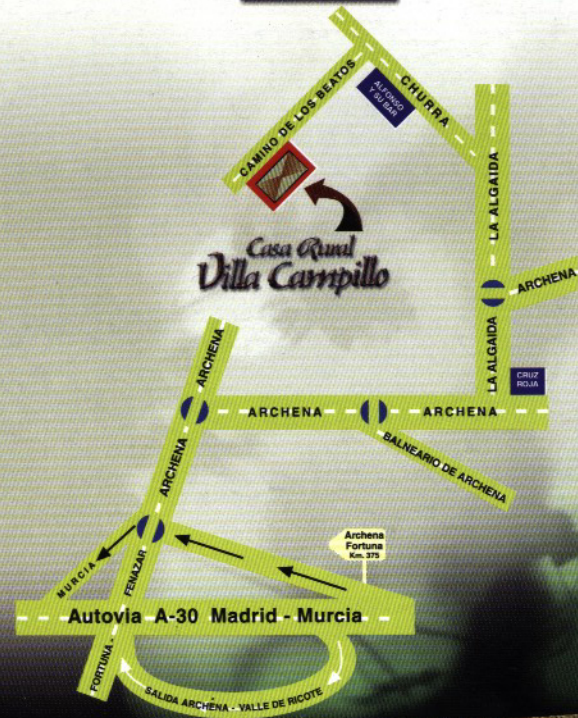 CHURRA
CAMINO DE LOS BEATOS
ALFONSO
Y SU BAR
LA ALGAIDA
Casa Rural
Villa Campillo
ARCHENA
LA ALGAIDA
CRUZ
ROJA
ARCHENA
ARCHENA
ARCHENA
BALNEARIO DE ARCHENA
ARCHENA
Archena
Fortuna
Km. 375
MURCIA
FORTUNA - FENAZAR
Autovia A-30 Madrid - Murcia
SALIDA ARCHENA - VALLE DE RICOTE